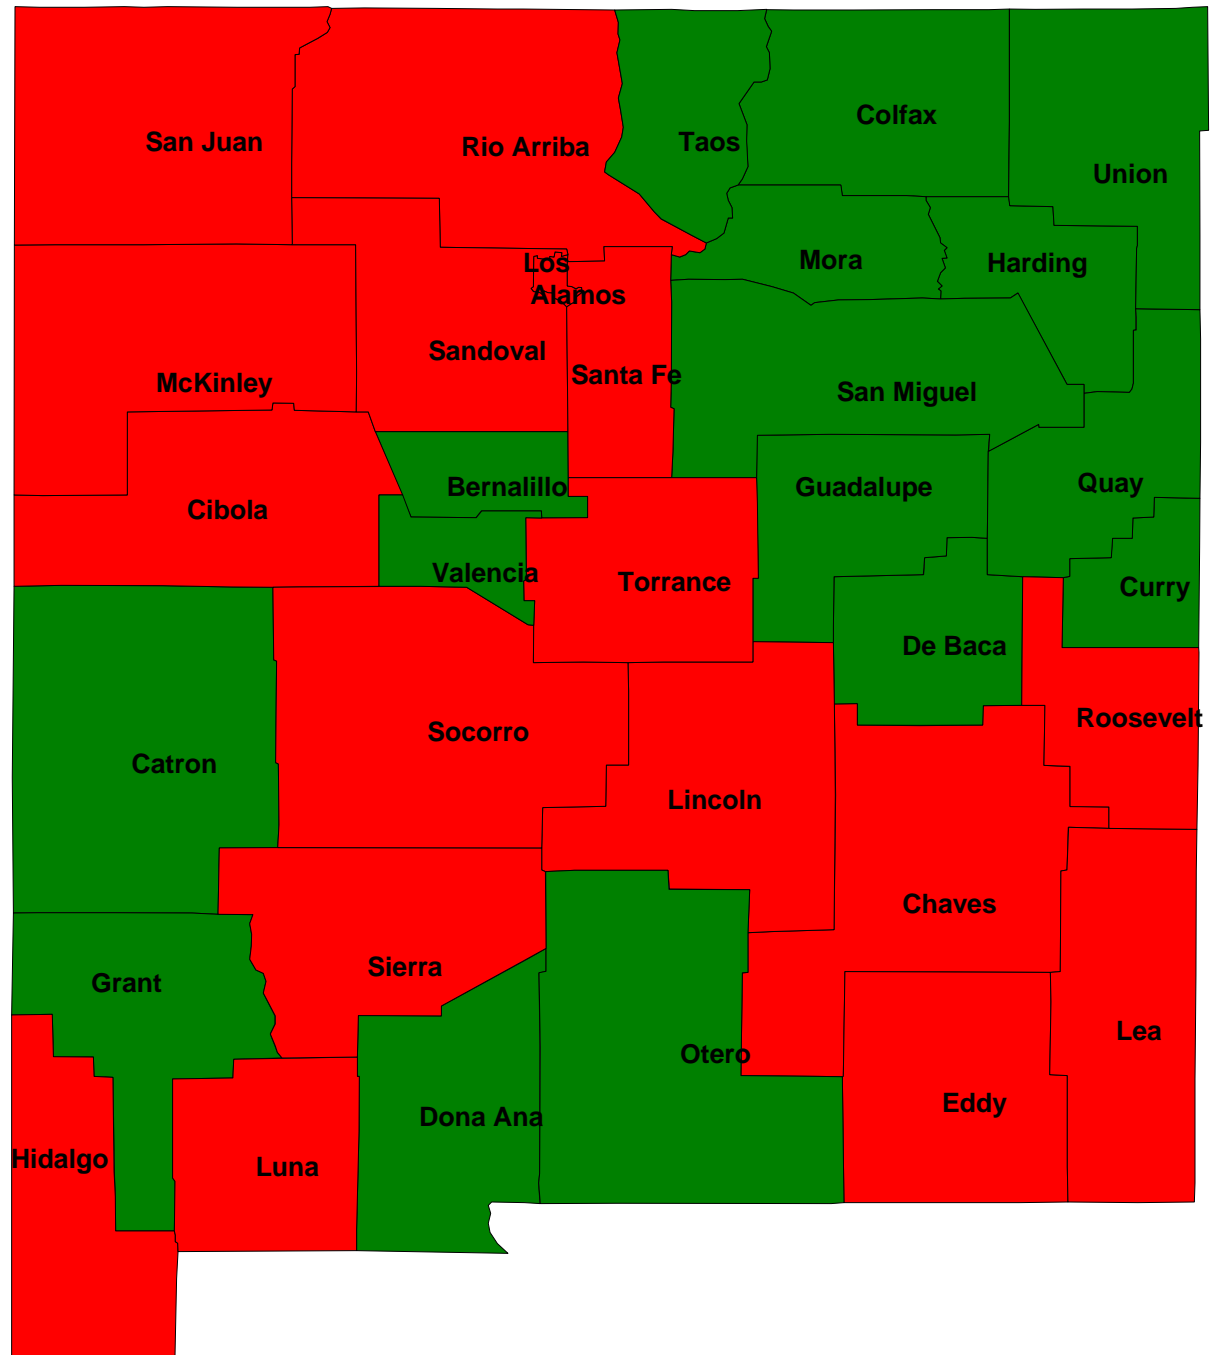 Colfax
San Juan
Rio Arriba
Taos
Union
Mora
Harding
Los
Alamos
Sandoval
Santa Fe
McKinley
San Miguel
Quay
Bernalillo
Guadalupe
Cibola
Valencia
Torrance
Curry
De Baca
Roosevelt
Socorro
Catron
Lincoln
Chaves
Sierra
Grant
Lea
Otero
Eddy
Dona Ana
Hidalgo
Luna